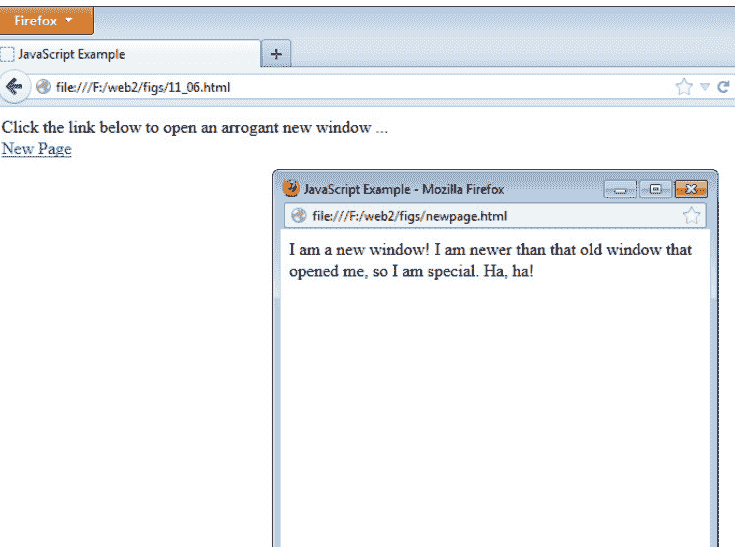 Firefox
JavaScript Example
file:///F:/web2/figs/11_06.html
Click the link below to open an arrogant new window ...
New Page
JavaScript Example - Mozilla Firefox
file:///F:/web2/figs/newpage.html
I am a new window! I am newer than that old window that
opened me, so I am special. Ha, ha!